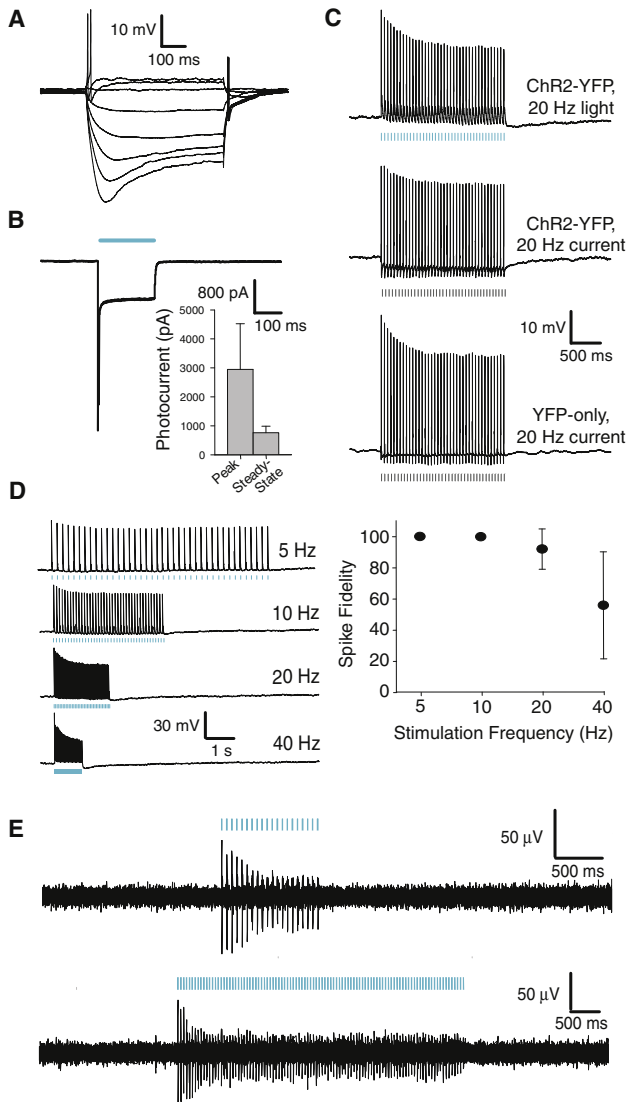 A
10 mV
100 ms
B
800 pA
100 ms
Photocurrent (pA)
5000
4000
3000
2000
1000
0
Peak
Steady-
State
C
ChR2-YFP,
20 Hz light
ChR2-YFP,
20 Hz current
10 mV
500 ms
YFP-only,
20 Hz current
D
5 Hz
10 Hz
20 Hz
30 mV
1 s
40 Hz
Spike Fidelity
100
80
60
40
20
0
5
10
20
40
Stimulation Frequency (Hz)
E
50 μV
500 ms
50 μV
500 ms